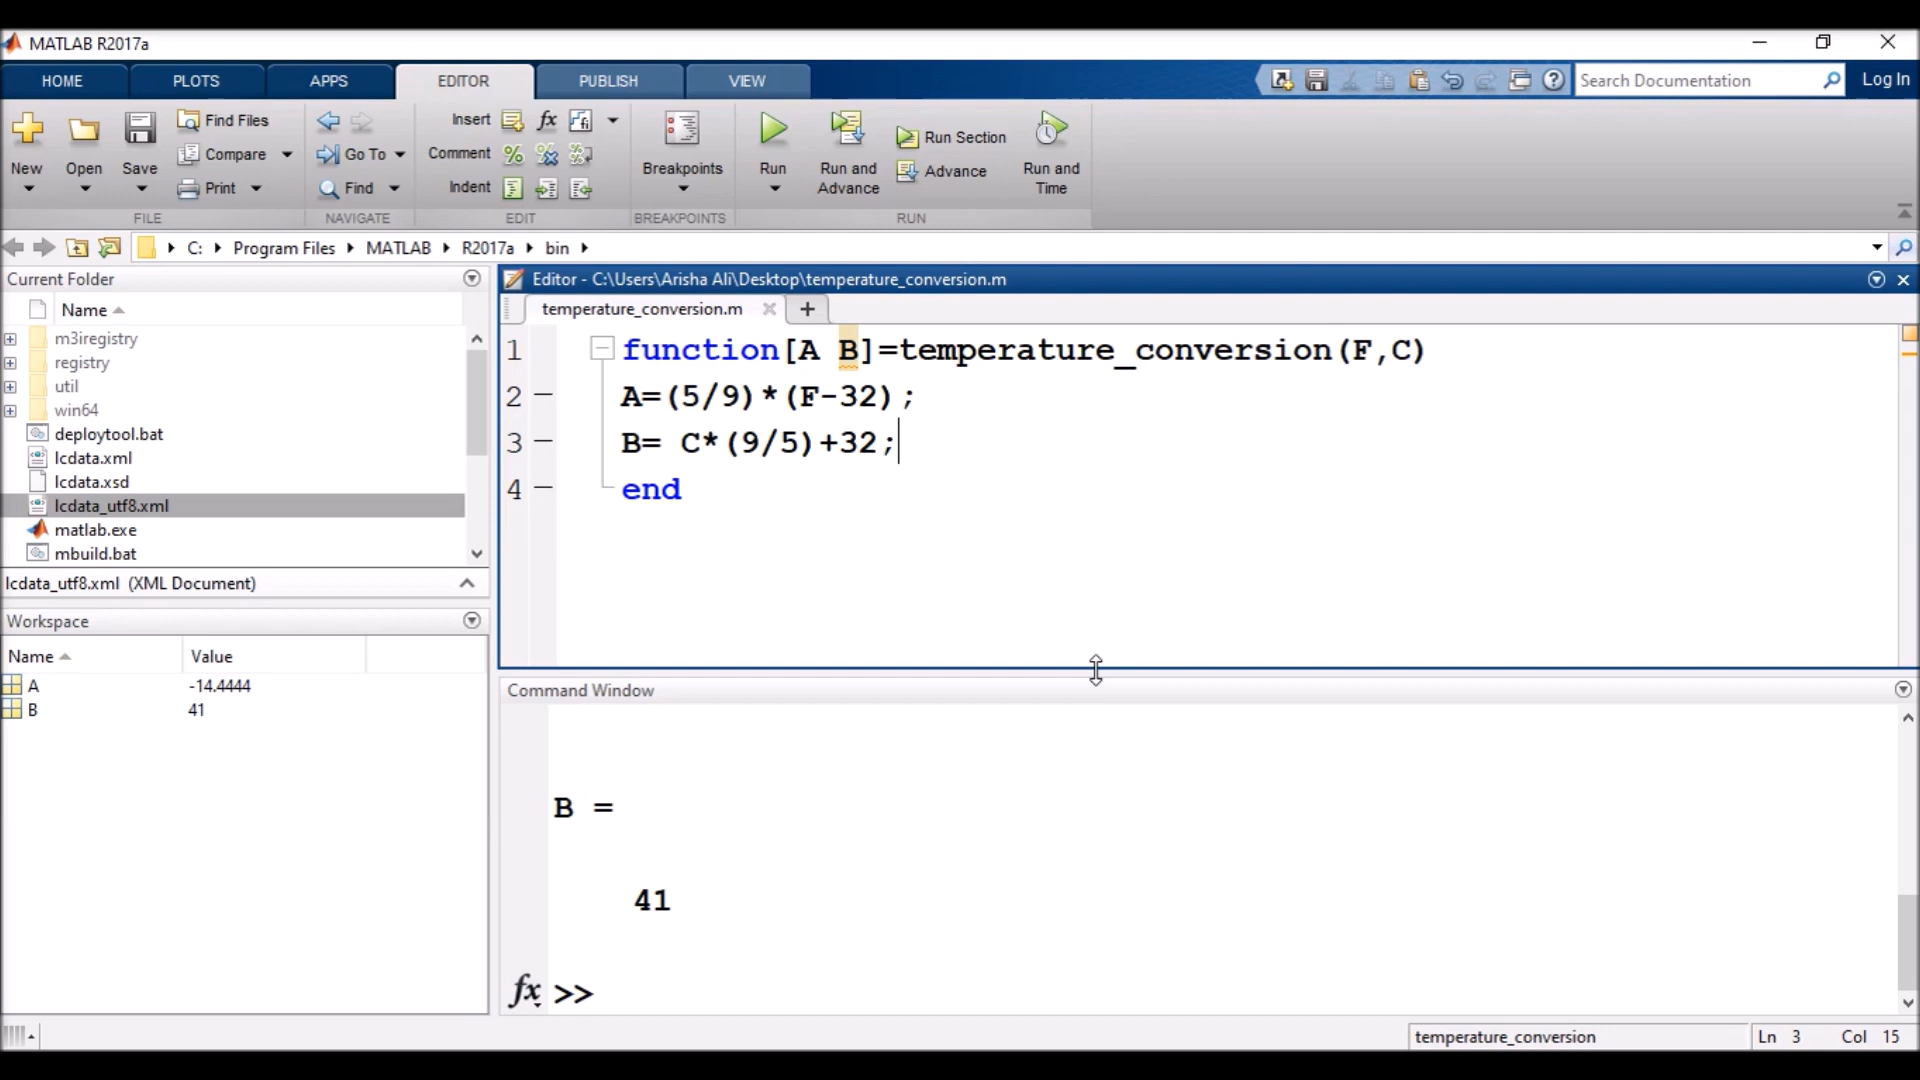 MATLAB R2017a
HOME PLOTS APPS EDITOR PUBLISH VIEW Search Documentation Log In
New Open Save Find Files Compare Print
Go To Find
Insert fx
Comment
Indent
Breakpoints
Run Run and Advance Run Section Advance Run and Time
FILE NAVIGATE EDIT BREAKPOINTS RUN
C: Program Files MATLAB R2017a bin
Current Folder
Name
m3iregistry
registry
util
win64
deploytool.bat
lcdata.xml
lcdata.xsd
lcdata_utf8.xml
matlab.exe
mbuild.bat
lcdata_utf8.xml (XML Document)
Workspace
Name Value
A -14.4444
B 41
Editor - C:\Users\Arisha Ali\Desktop\temperature_conversion.m
temperature_conversion.m
1 function[A B]=temperature_conversion(F,C)
2 A=(5/9)*(F-32);
3 B= C*(9/5)+32;
4 end
Command Window
B =
41
fx >>
temperature_conversion Ln 3 Col 15